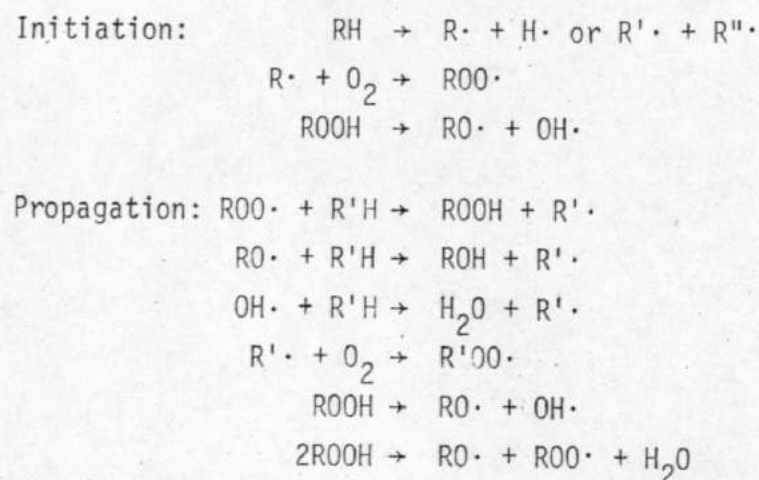 Initiation: RH → R· + H· or R'· + R"·
R· + O2 → ROO·
ROOH → RO· + OH·
Propagation: ROO· + R'H → ROOH + R'·
RO· + R'H → ROH + R'·
OH· + R'H → H2O + R'·
R'· + O2 → R'OO·
ROOH → RO· + OH·
2ROOH → RO· + ROO· + H2O